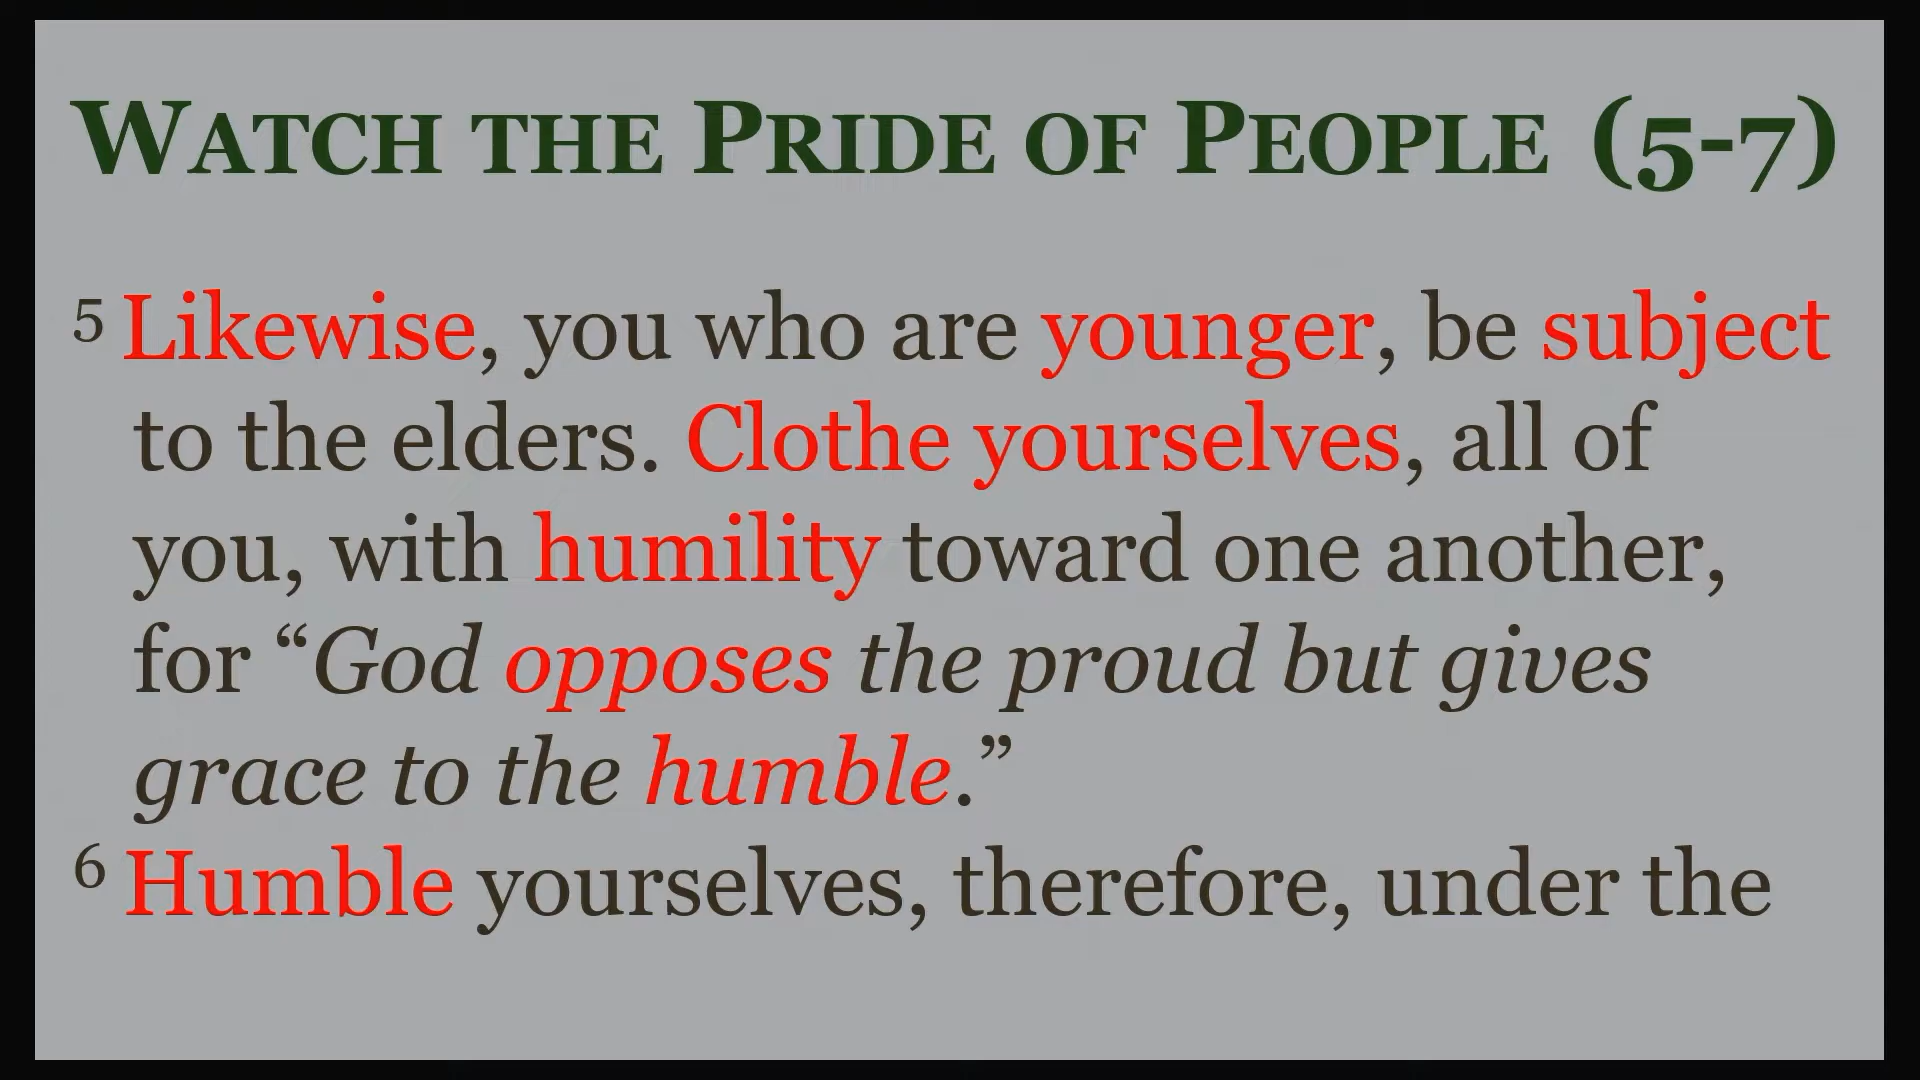 WATCH THE PRIDE OF PEOPLE (5-7)
5 Likewise, you who are younger, be subject
to the elders. Clothe yourselves, all of
you, with humility toward one another,
for “God opposes the proud but gives
grace to the humble.”
6 Humble yourselves, therefore, under the